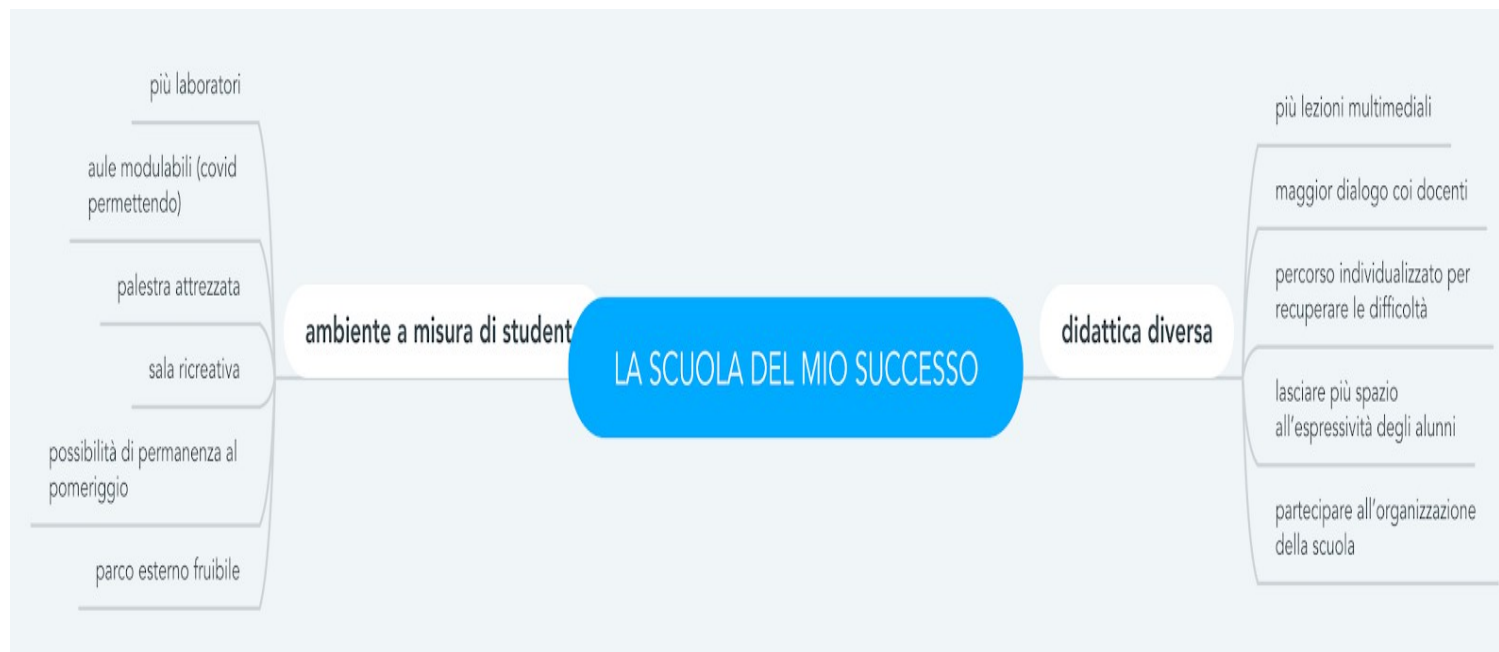 più laboratori
aule modulabili (covid
permettendo)
palestra attrezzata
sala ricreativa
possibilità di permanenza al
pomeriggio
parco esterno fruibile
ambiente a misura di student
LA SCUOLA DEL MIO SUCCESSO
didattica diversa
più lezioni multimediali
maggior dialogo coi docenti
percorso individualizzato per
recuperare le difficoltà
lasciare più spazio
all'espressività degli alunni
partecipare all'organizzazione
della scuola